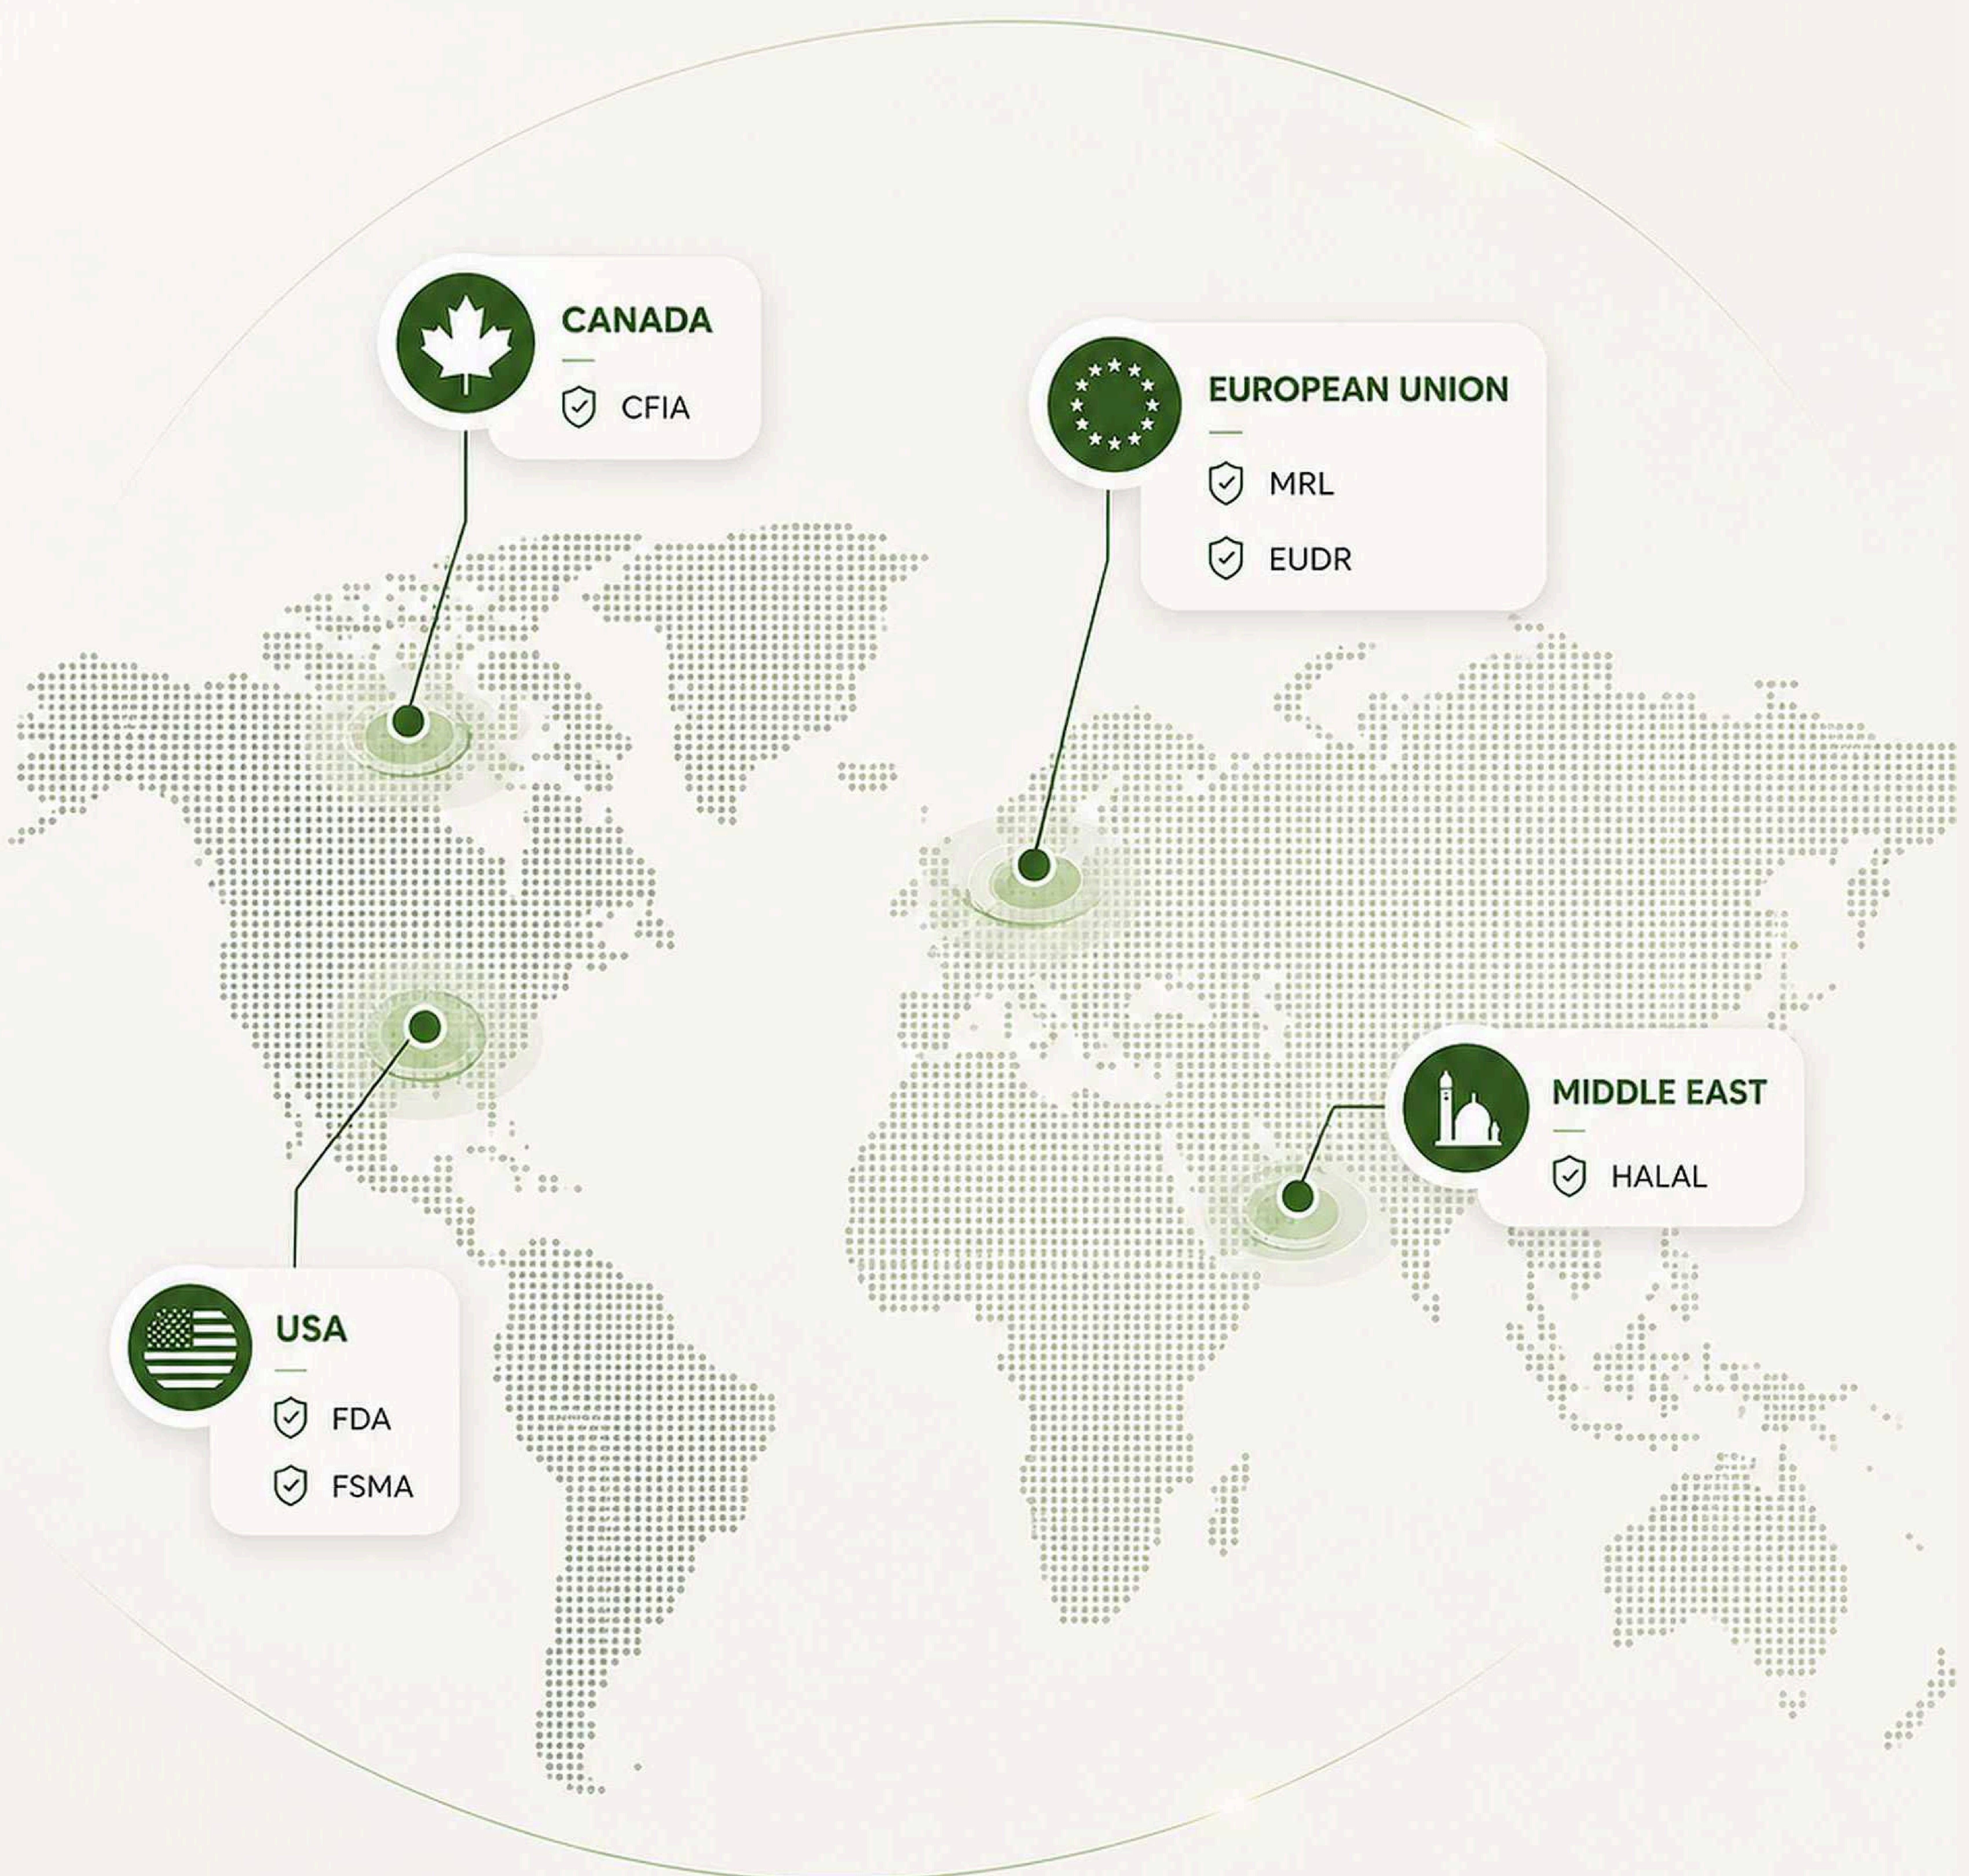 CANADA
CFIA
EUROPEAN UNION
MRL
EUDR
MIDDLE EAST
HALAL
USA
FDA
FSMA